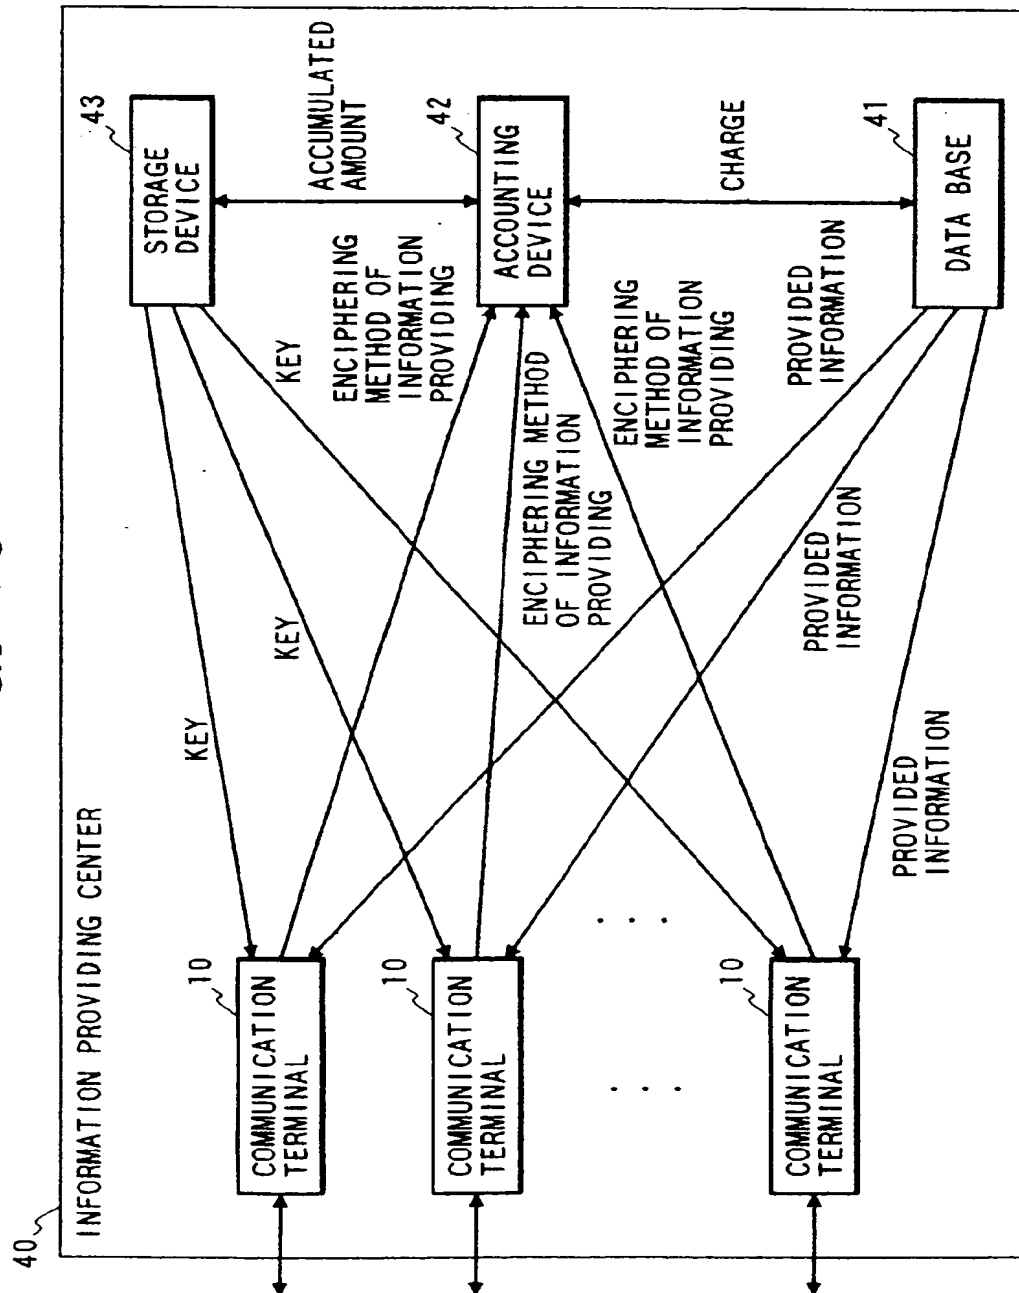 40
INFORMATION PROVIDING CENTER
10
COMMUNICATION
TERMINAL
10
COMMUNICATION
TERMINAL
10
COMMUNICATION
TERMINAL
KEY
KEY
KEY
43
STORAGE
DEVICE
ACCUMULATED
AMOUNT
ENCIPHERING
METHOD OF
INFORMATION
PROVIDING
42
ACCOUNTING
DEVICE
ENCIPHERING METHOD
OF INFORMATION
PROVIDING
ENCIPHERING
METHOD OF
INFORMATION
PROVIDING
CHARGE
PROVIDED
INFORMATION
PROVIDED
INFORMATION
PROVIDED
INFORMATION
41
DATA BASE